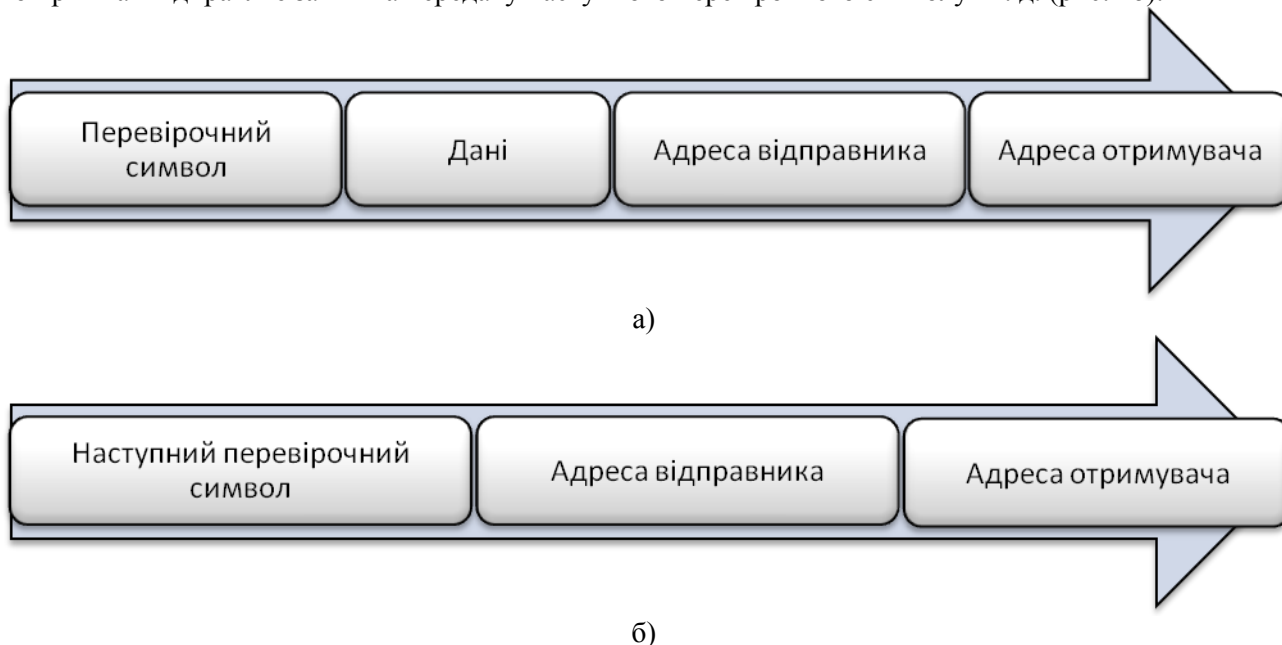 Перевірочний
символ
Дані
Адреса відправника
Адреса отримувача
а)
Наступний перевірочний
символ
Адреса відправника
Адреса отримувача
б)